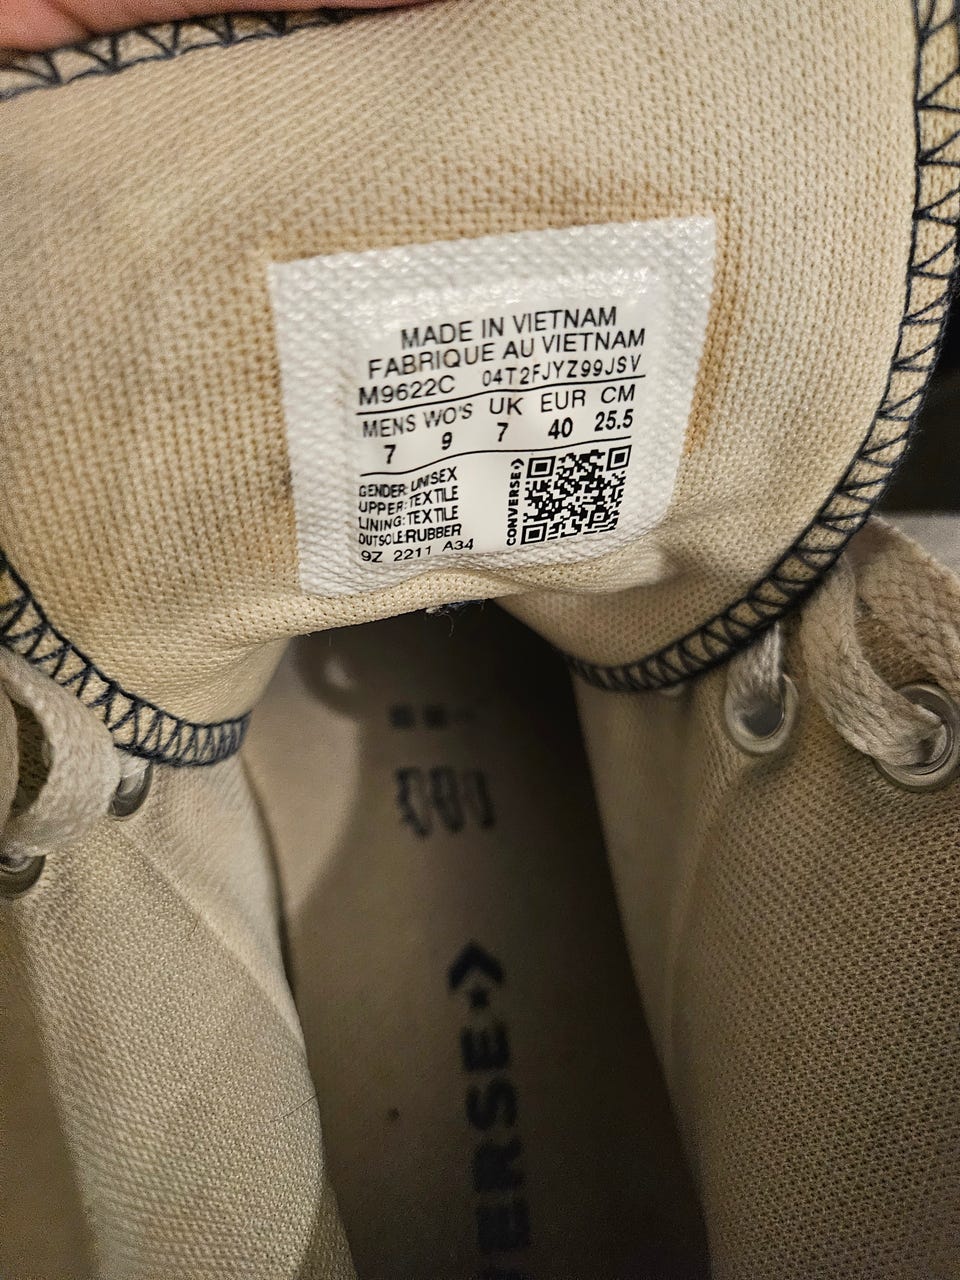 MADE IN VIETNAM
FABRIQUE AU VIETNAM
M9622C 04T2FJYZ99JSV
MENS WO'S UK EUR CM
7 9 7 40 25.5
GENDER: UNISEX
UPPER: TEXTILE
LINING: TEXTILE
OUTSOLE:RUBBER
9Z 2211 A34
CONVERSE